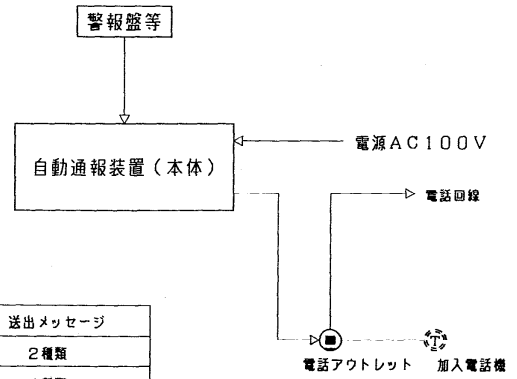 警報盤等
電源AC100V
自動通報装置(本体)
電話回線
送出メッセージ
2種類
T
電話アウトレット
加入電話機